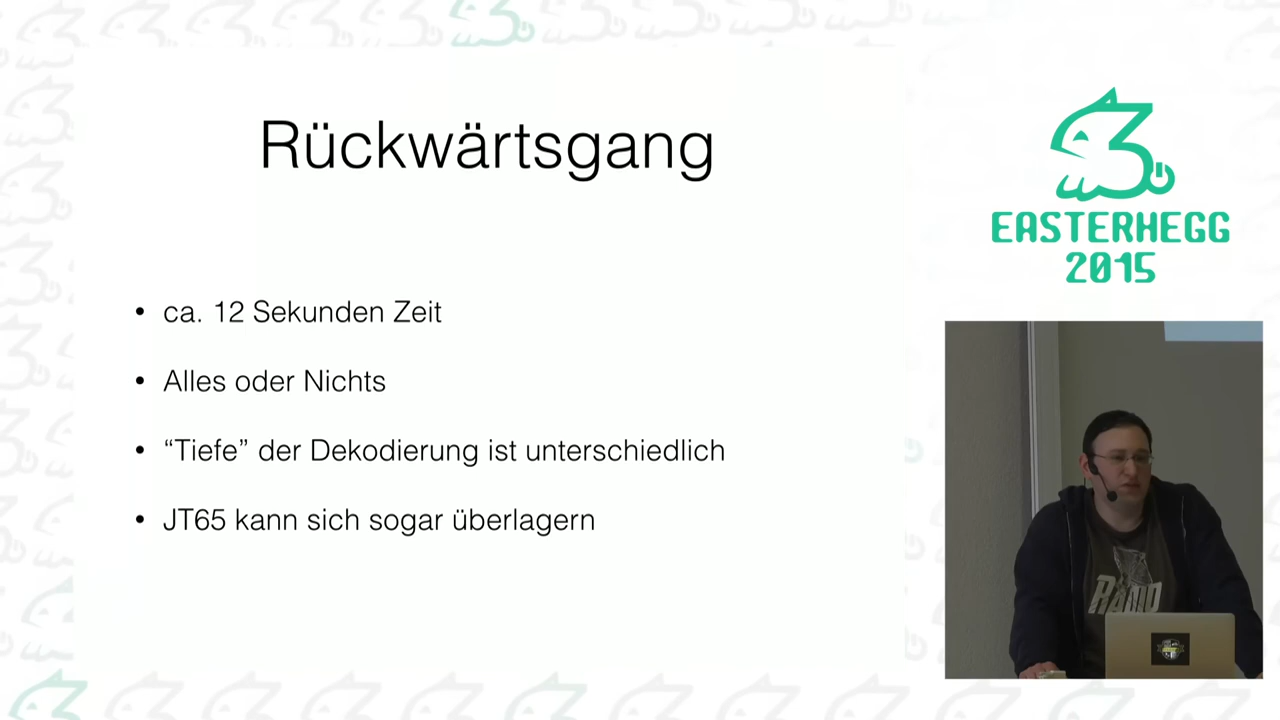 Rückwärtsgang
• ca. 12 Sekunden Zeit
• Alles oder Nichts
• “Tiefe” der Dekodierung ist unterschiedlich
• JT65 kann sich sogar überlagern
EASTERHEGG
2015